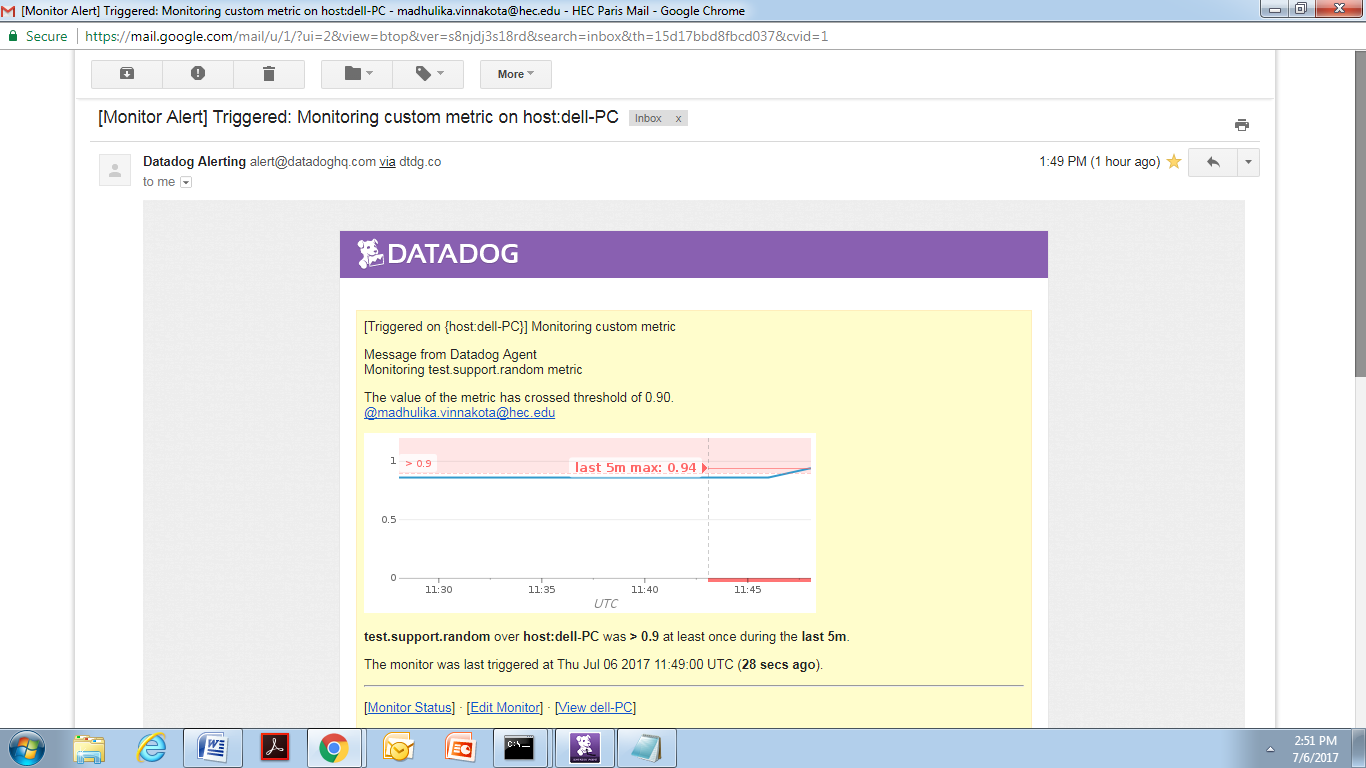 [Monitor Alert] Triggered: Monitoring custom metric on host:dell-PC - madhulika.vinnakota@hec.edu - HEC Paris Mail - Google Chrome
Secure https://mail.google.com/mail/u/1/?ui=2&view=btop&ver=s8njdj3s18rd&search=inbox&th=15d17bbd8fbcd037&cvid=1
More
[Monitor Alert] Triggered: Monitoring custom metric on host:dell-PC Inbox x
Datadog Alerting alert@datadoghq.com via dtdg.co 1:49 PM (1 hour ago)
to me
DATADOG
[Triggered on {host:dell-PC}] Monitoring custom metric
Message from Datadog Agent
Monitoring test.support.random metric
The value of the metric has crossed threshold of 0.90.
@madhulika.vinnakota@hec.edu
1 > 0.9 last 5m max: 0.94
0.5
0
11:30 11:35 11:40 11:45
UTC
test.support.random over host:dell-PC was > 0.9 at least once during the last 5m.
The monitor was last triggered at Thu Jul 06 2017 11:49:00 UTC (28 secs ago).
[Monitor Status] · [Edit Monitor] · [View dell-PC]
2:51 PM
7/6/2017